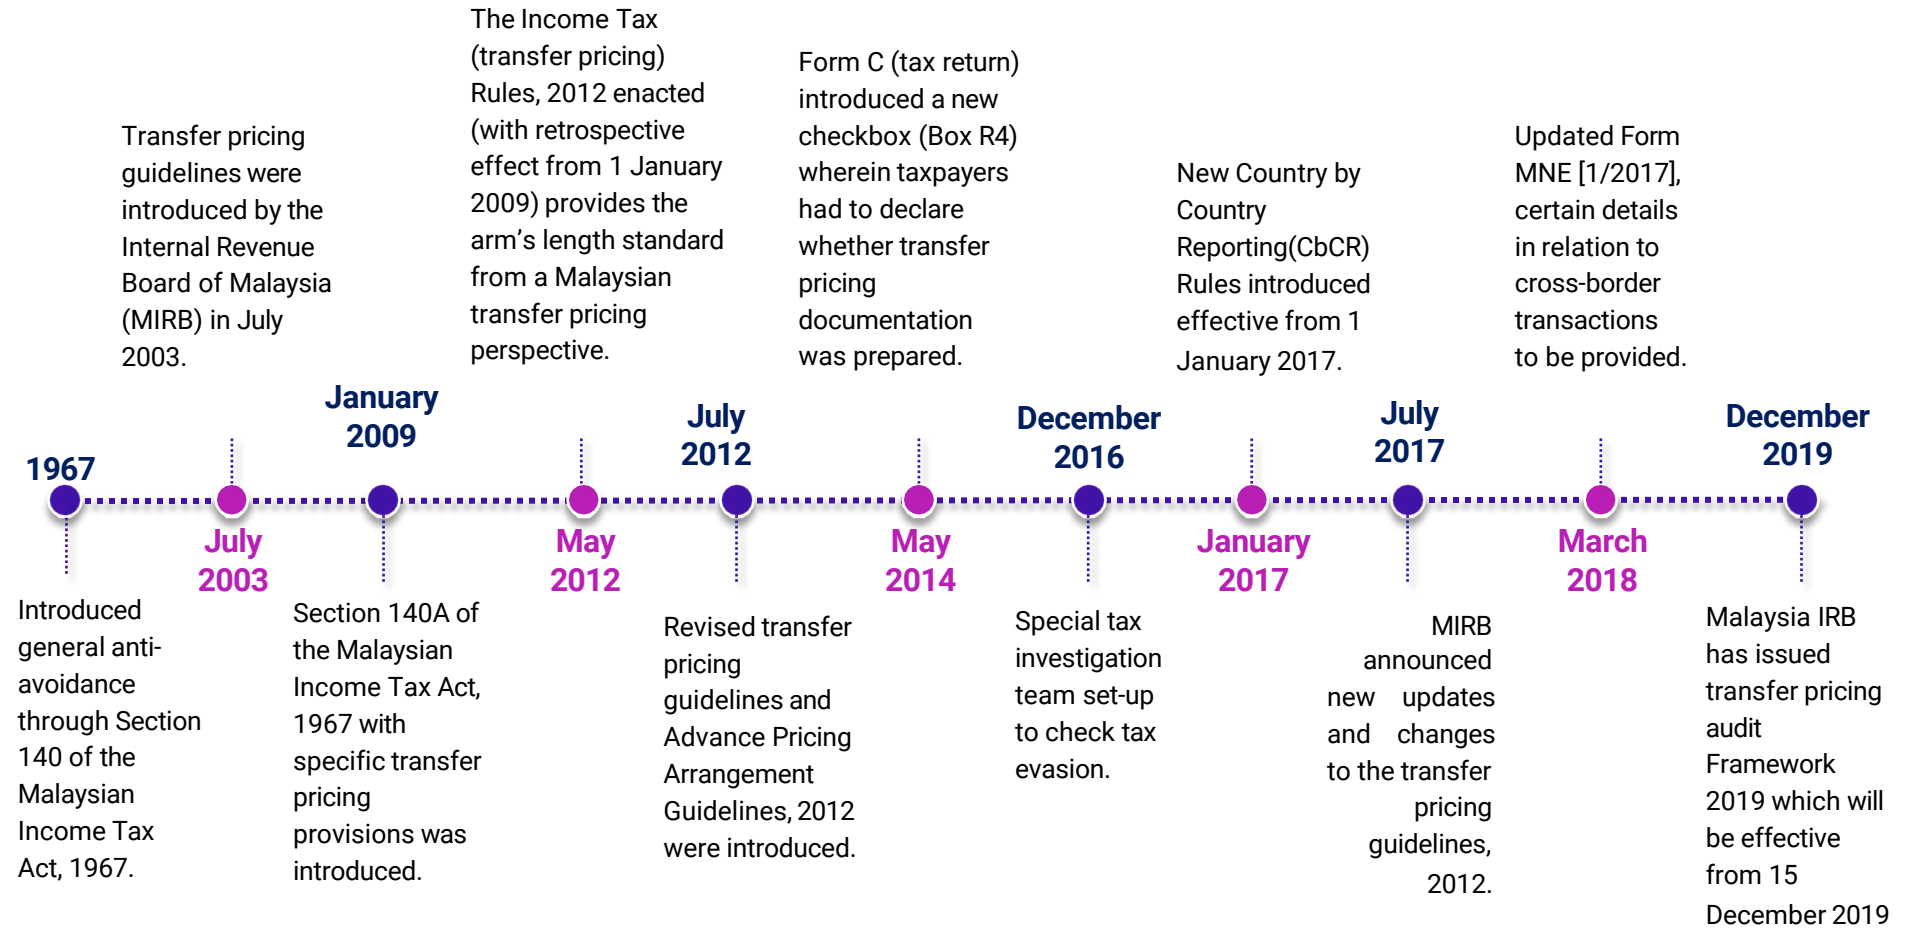 1967
Introduced
general anti-
avoidance
through Section
140 of the
Malaysian
Income Tax
Act, 1967.
Transfer pricing
guidelines were
introduced by the
Internal Revenue
Board of Malaysia
(MIRB) in July
2003.
July
2003
January
2009
Section 140A of
the Malaysian
Income Tax Act,
1967 with
specific transfer
pricing
provisions was
introduced.
The Income Tax
(transfer pricing)
Rules, 2012 enacted
(with retrospective
effect from 1 January
2009) provides the
arm’s length standard
from a Malaysian
transfer pricing
perspective.
May
2012
July
2012
Revised transfer
pricing
guidelines and
Advance Pricing
Arrangement
Guidelines, 2012
were introduced.
Form C (tax return)
introduced a new
checkbox (Box R4)
wherein taxpayers
had to declare
whether transfer
pricing
documentation
was prepared.
May
2014
December
2016
Special tax
investigation
team set-up
to check tax
evasion.
New Country by
Country
Reporting(CbCR)
Rules introduced
effective from 1
January 2017.
January
2017
July
2017
MIRB
announced
new updates
and changes
to the transfer
pricing
guidelines,
2012.
Updated Form
MNE [1/2017],
certain details
in relation to
cross-border
transactions
to be provided.
March
2018
December
2019
Malaysia IRB
has issued
transfer pricing
audit
Framework
2019 which will
be effective
from 15
December 2019